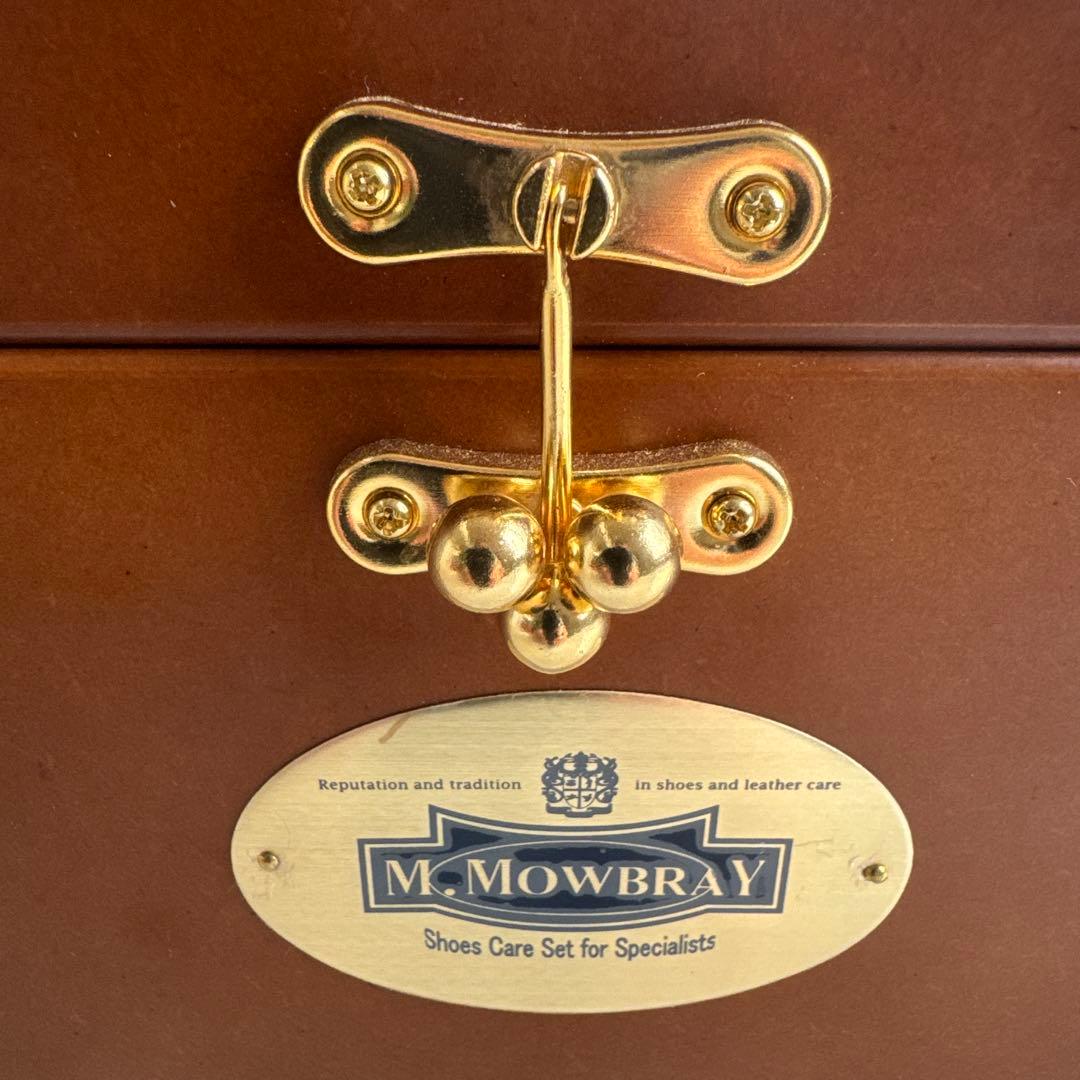 Reputation and tradition in shoes and leather care
M. MOWBRAY
Shoes Care Set for Specialists